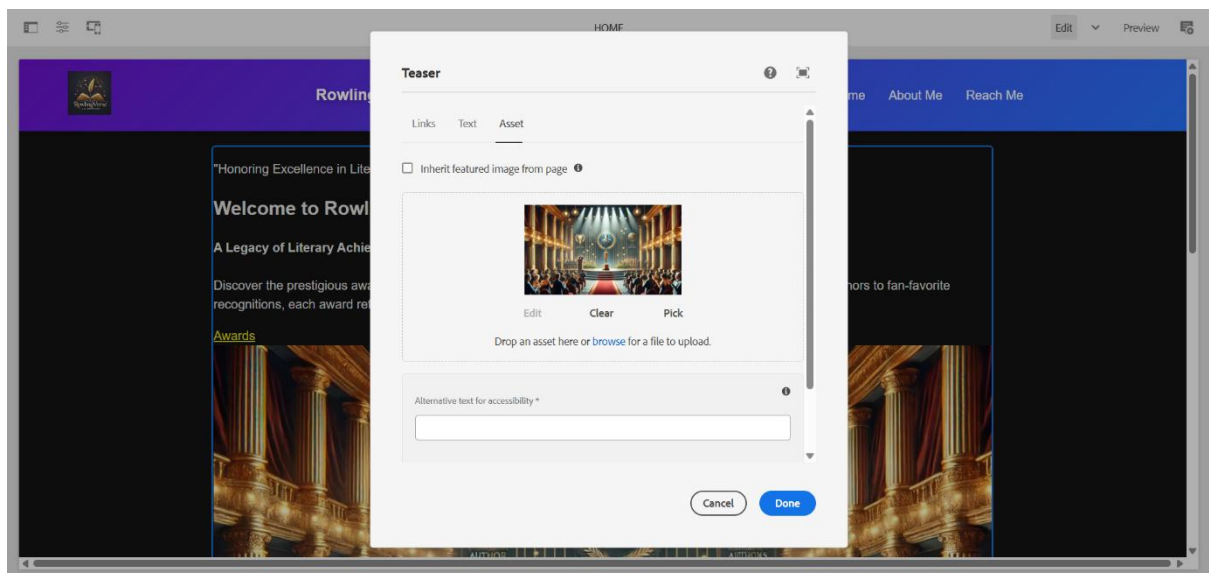 HOME
Edit
Preview
RowlingVerse
Rowling
me About Me Reach Me
Teaser
Links Text Asset
Inherit featured image from page
Edit Clear Pick
Drop an asset here or browse for a file to upload.
Alternative text for accessibility *
Cancel Done
"Honoring Excellence in Lite
Welcome to Rowl
A Legacy of Literary Achie
Discover the prestigious awa
hors to fan-favorite
recognitions, each award ref
Awards
AUTHOR